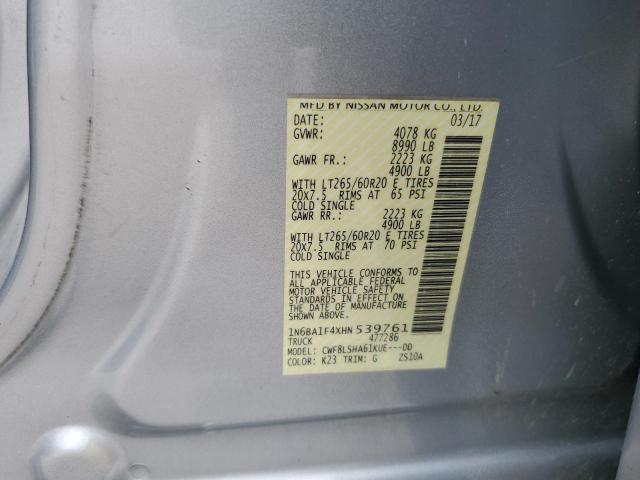 MFD BY NISSAN MOTOR CO., LTD.
DATE: 03/17
GVWR: 4078 KG
8990 LB
GAWR FR.: 2223 KG
4900 LB
WITH LT265/60R20 E TIRES
20X7.5 RIMS AT 65 PSI
COLD SINGLE
GAWR RR.: 2223 KG
4900 LB
WITH LT265/60R20 E TIRES
20X7.5 RIMS AT 70 PSI
COLD SINGLE
THIS VEHICLE CONFORMS TO
ALL APPLICABLE FEDERAL
MOTOR VEHICLE SAFETY
STANDARDS IN EFFECT ON
THE DATE OF MANUFACTURE
SHOWN ABOVE.
1N6BA1F4XHN539761
TRUCK 477286
MODEL: CWF8LSHA61KUE---DD
COLOR: K23 TRIM: G ZS10A